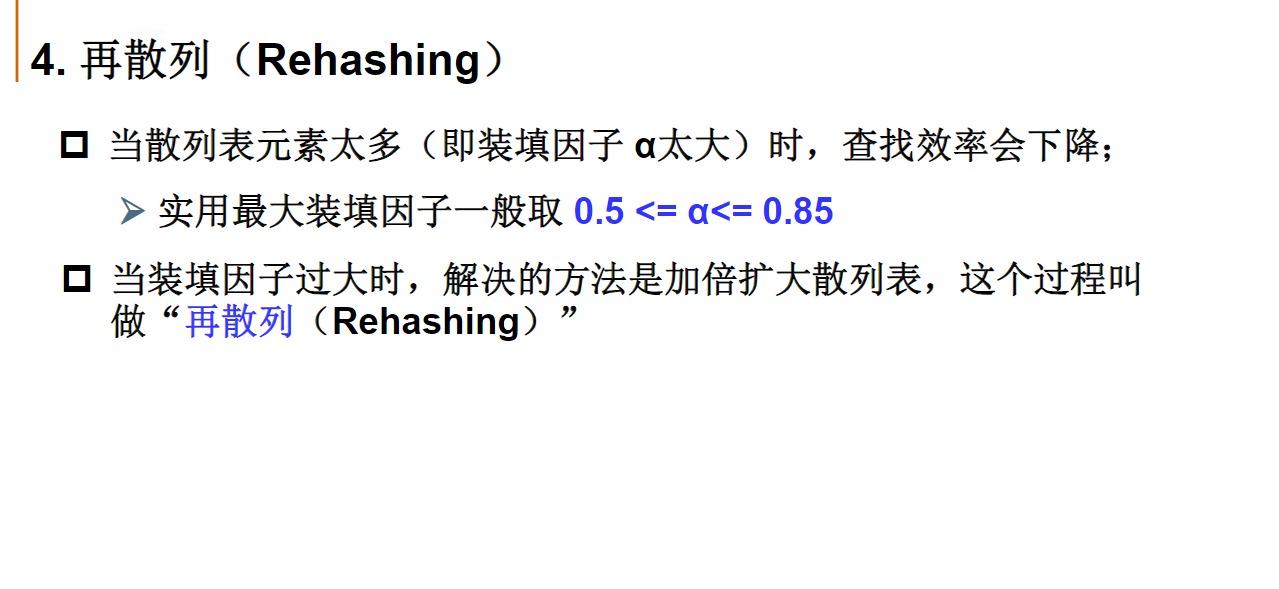 4. 再散列（Rehashing）
当散列表元素太多（即装填因子 α太大）时，查找效率会下降；
实用最大装填因子一般取 0.5 <= α<= 0.85
当装填因子过大时，解决的方法是加倍扩大散列表，这个过程叫
做“再散列（Rehashing）”